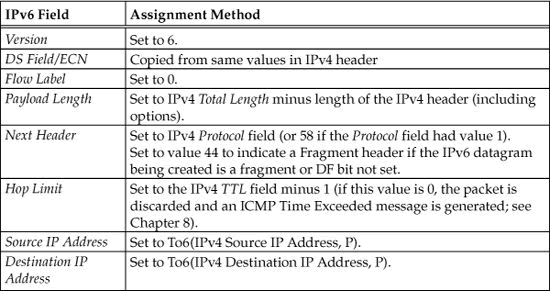 IPv6 Field Assignment Method
Version Set to 6.
DS Field/ECN Copied from same values in IPv4 header
Flow Label Set to 0.
Payload Length Set to IPv4 Total Length minus length of the IPv4 header (including
options).
Next Header Set to IPv4 Protocol field (or 58 if the Protocol field had value 1).
Set to value 44 to indicate a Fragment header if the IPv6 datagram
being created is a fragment or DF bit not set.
Hop Limit Set to the IPv4 TTL field minus 1 (if this value is 0, the packet is
discarded and an ICMP Time Exceeded message is generated; see
Chapter 8).
Source IP Address Set to To6(IPv4 Source IP Address, P).
Destination IP Set to To6(IPv4 Destination IP Address, P).
Address